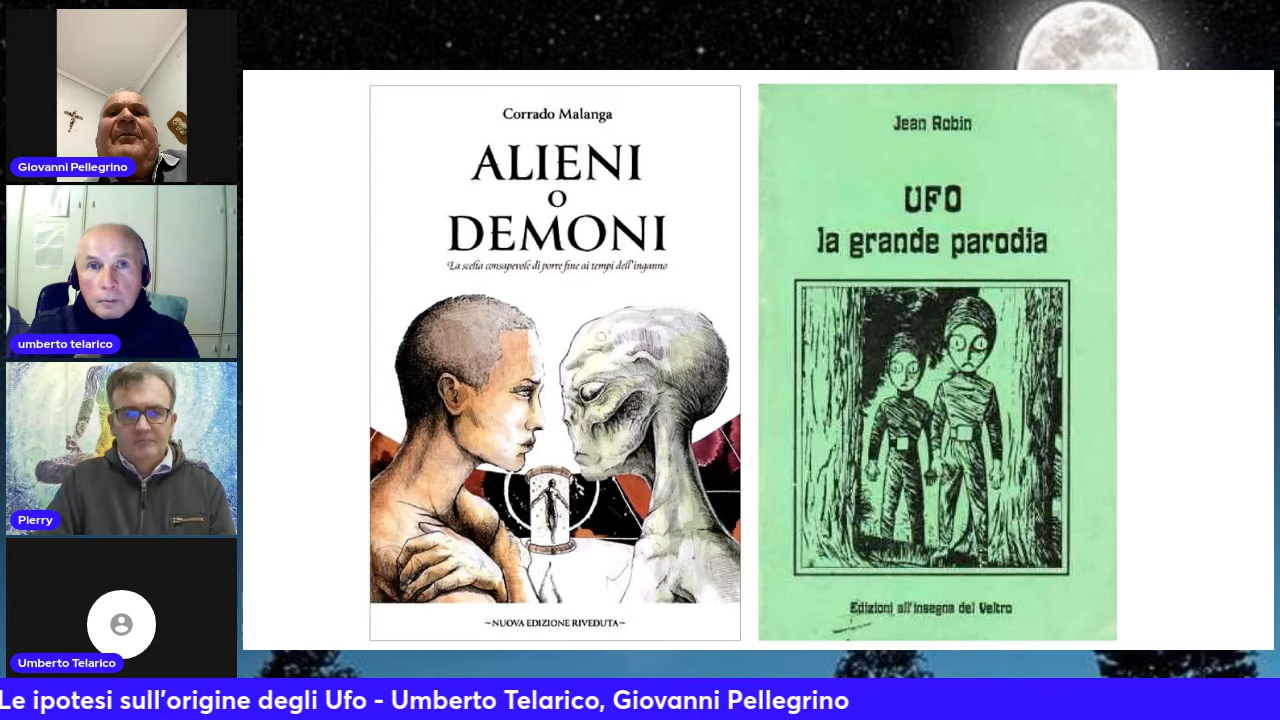 Giovanni Pellegrino
umberto telarico
Pierry
Umberto Telarico
Corrado Malanga
ALIENI
o
DEMONI
La scelta consapevole di porre fine ai tempi dell'inganno
~NUOVA EDIZIONE RIVEDUTA~
Jean Robin
UFO
la grande parodia
Edizioni all'insegna del Veltro
Le ipotesi sull'origine degli Ufo - Umberto Telarico, Giovanni Pellegrino